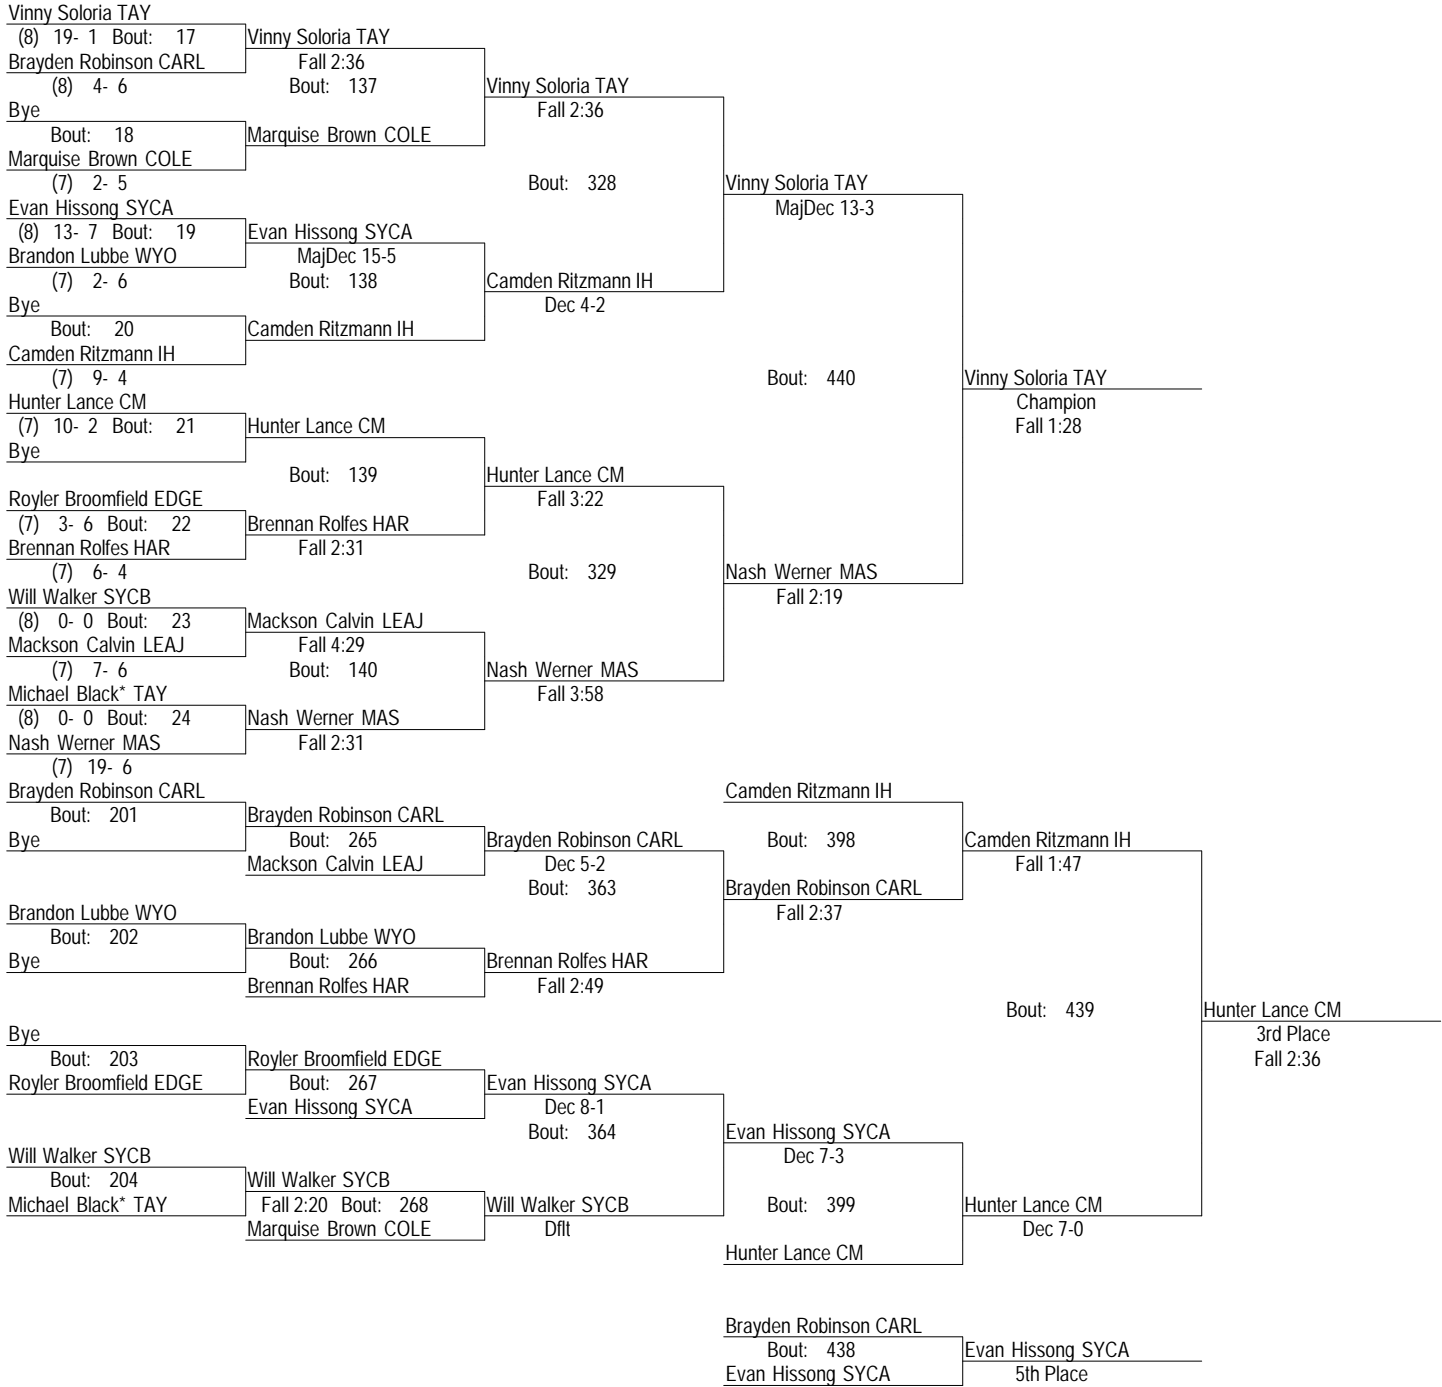 Vinny Soloria TAY
(8) 19- 1 Bout: 17
Brayden Robinson CARL
(8) 4- 6
Bye
Bout: 18
Marquise Brown COLE
(7) 2- 5
Evan Hissong SYCA
(8) 13- 7 Bout: 19
Brandon Lubbe WYO
(7) 2- 6
Bye
Bout: 20
Camden Ritzmann IH
(7) 9- 4
Hunter Lance CM
(7) 10- 2 Bout: 21
Bye
Royler Broomfield EDGE
(7) 3- 6 Bout: 22
Brennan Rolfes HAR
(7) 6- 4
Will Walker SYCB
(8) 0- 0 Bout: 23
Mackson Calvin LEAJ
(7) 7- 6
Michael Black* TAY
(8) 0- 0 Bout: 24
Nash Werner MAS
(7) 19- 6
Vinny Soloria TAY
Fall 2:36
Bout: 137
Marquise Brown COLE
Evan Hissong SYCA
MajDec 15-5
Bout: 138
Camden Ritzmann IH
Hunter Lance CM
Bout: 139
Brennan Rolfes HAR
Fall 2:31
Mackson Calvin LEAJ
Fall 4:29
Bout: 140
Nash Werner MAS
Fall 2:31
Vinny Soloria TAY
Fall 2:36
Bout: 328
Camden Ritzmann IH
Dec 4-2
Hunter Lance CM
Fall 3:22
Bout: 329
Nash Werner MAS
Fall 3:58
Vinny Soloria TAY
MajDec 13-3
Bout: 440
Nash Werner MAS
Fall 2:19
Vinny Soloria TAY
Champion
Fall 1:28
Brayden Robinson CARL
Bout: 201
Bye
Brandon Lubbe WYO
Bout: 202
Bye
Bye
Bout: 203
Royler Broomfield EDGE
Will Walker SYCB
Bout: 204
Michael Black* TAY
Brayden Robinson CARL
Bout: 265
Mackson Calvin LEAJ
Brandon Lubbe WYO
Bout: 266
Brennan Rolfes HAR
Royler Broomfield EDGE
Bout: 267
Evan Hissong SYCA
Will Walker SYCB
Fall 2:20 Bout: 268
Marquise Brown COLE
Brayden Robinson CARL
Dec 5-2
Bout: 363
Brennan Rolfes HAR
Fall 2:49
Evan Hissong SYCA
Dec 8-1
Bout: 364
Will Walker SYCB
Dflt
Camden Ritzmann IH
Bout: 398
Brayden Robinson CARL
Fall 2:37
Evan Hissong SYCA
Dec 7-3
Bout: 399
Hunter Lance CM
Camden Ritzmann IH
Fall 1:47
Bout: 439
Hunter Lance CM
Dec 7-0
Hunter Lance CM
3rd Place
Fall 2:36
Brayden Robinson CARL
Bout: 438
Evan Hissong SYCA
Evan Hissong SYCA
5th Place